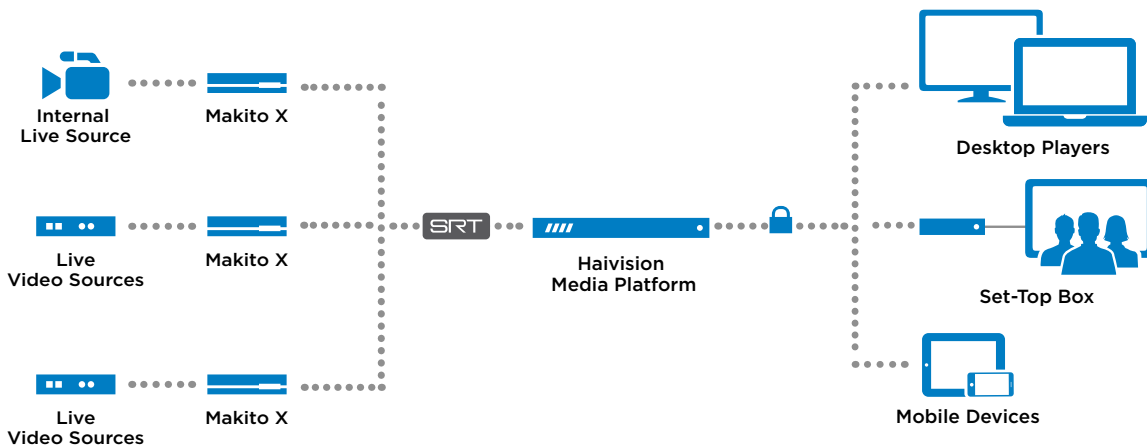 Internal
Live Source
Makito X
Desktop Players
Live
Video Sources
Makito X
SRT
Haivision
Media Platform
Set-Top Box
Live
Video Sources
Makito X
Mobile Devices